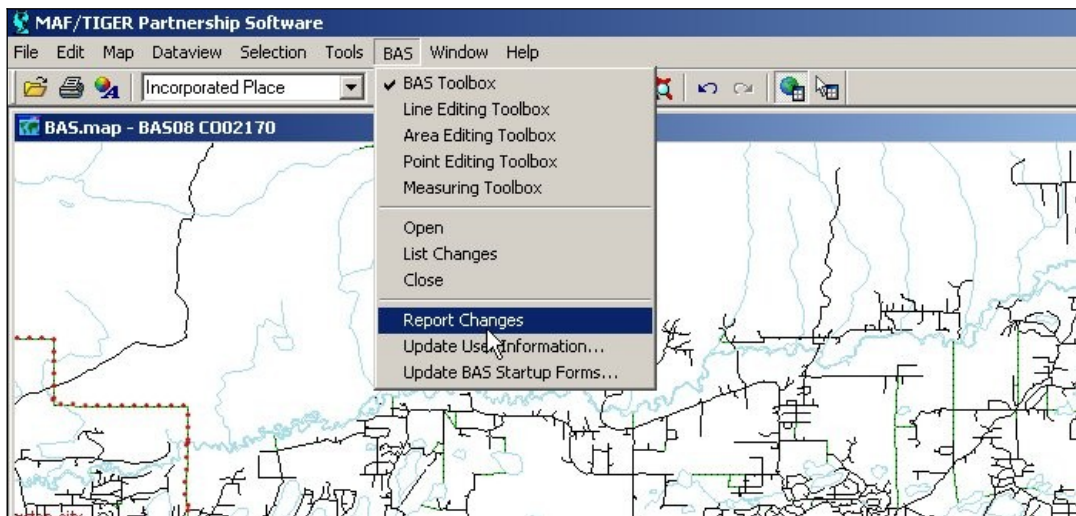 MAF/TIGER Partnership Software
File Edit Map Dataview Selection Tools BAS Window Help
Incorporated Place
BAS Toolbox
Line Editing Toolbox
Area Editing Toolbox
Point Editing Toolbox
Measuring Toolbox
Open
List Changes
Close
Report Changes
Update User Information...
Update BAS Startup Forms...
BAS.map - BAS08 CO02170